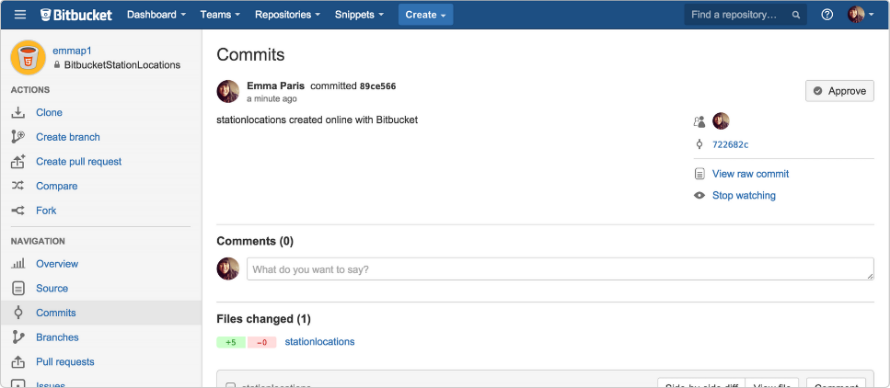 Bitbucket Dashboard Teams Repositories Snippets Create Find a repository...
emmap1
BitbucketStationLocations
ACTIONS
Clone
Create branch
Create pull request
Compare
Fork
NAVIGATION
Overview
Source
Commits
Branches
Pull requests
Issues
Commits
Emma Paris committed 89ce566
a minute ago
Approve
stationlocations created online with Bitbucket
722682c
View raw commit
Stop watching
Comments (0)
What do you want to say?
Files changed (1)
+5 -0 stationlocations
stationlocations Side-by-side diff View file Comment